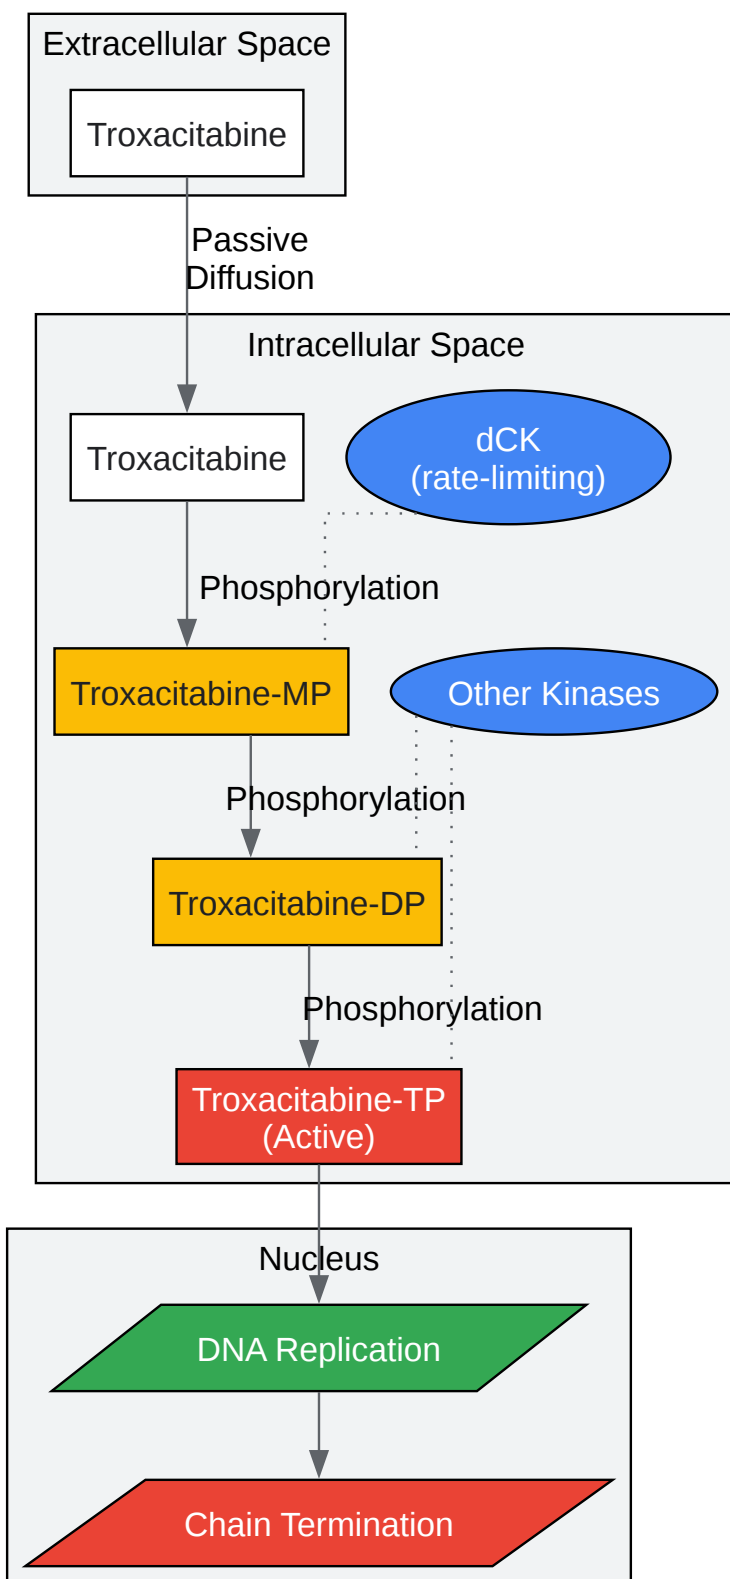 Extracellular Space
Troxacitabine
Passive
Diffusion
Intracellular Space
Troxacitabine
dCK
(rate-limiting)
Phosphorylation
Troxacitabine-MP
Other Kinases
Phosphorylation
Troxacitabine-DP
Phosphorylation
Troxacitabine-TP
(Active)
Nucleus
DNA Replication
Chain Termination